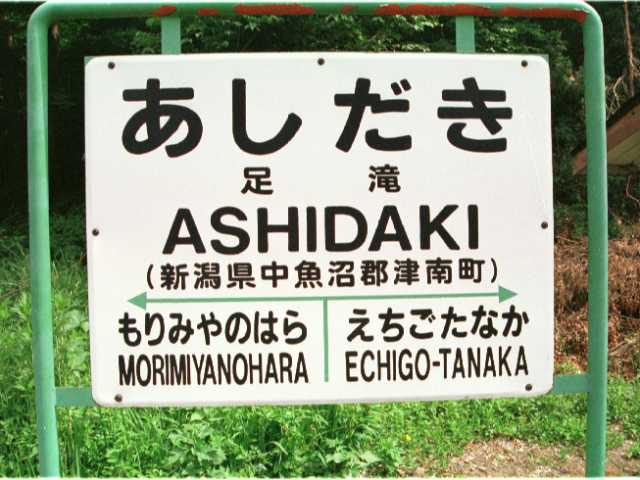 あしだき
足滝
ASHIDAKI
(新潟県中魚沼郡津南町)
もりみやのはら えちごたなか
MORIMIYANOHARA ECHIGO-TANAKA